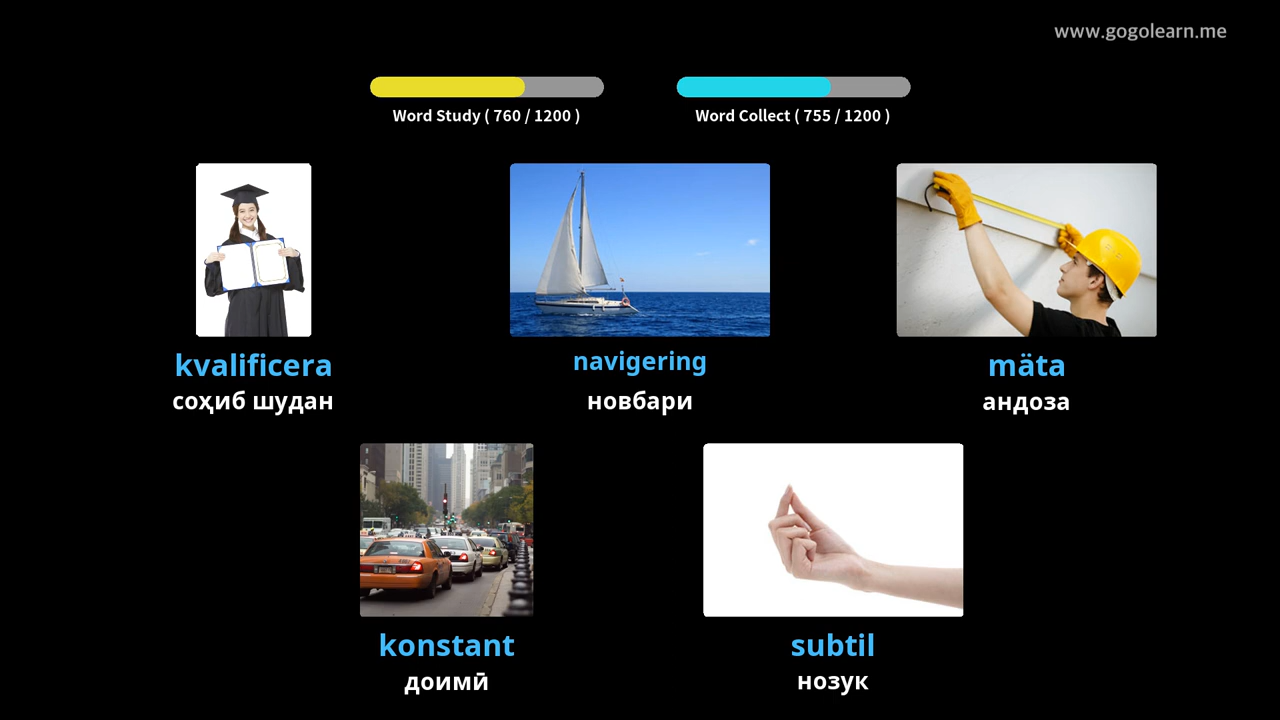 www.gogolearn.me
Word Study ( 760 / 1200 )
Word Collect ( 755 / 1200 )
kvalificera
соҳиб шудан
navigering
новбари
mäta
андоза
konstant
доимӣ
subtil
нозук